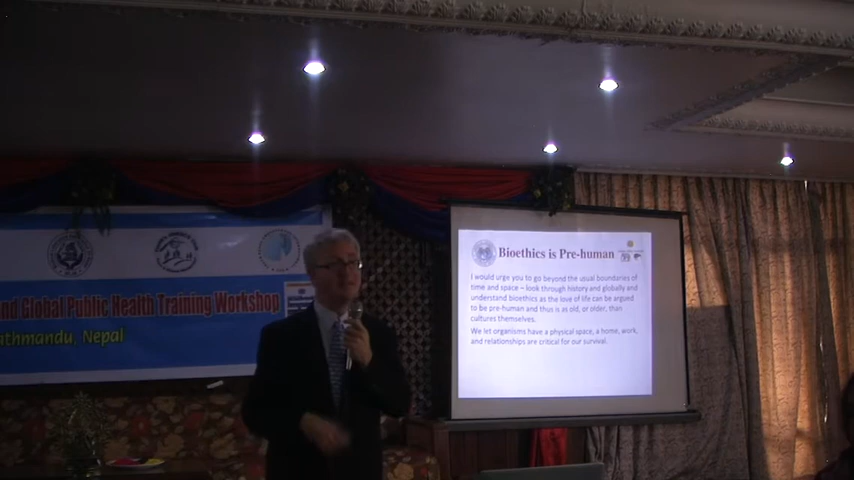 nd Global Public Health Training Workshop
athmandu, Nepal
Bioethics is Pre-human
I would urge you to go beyond the usual boundaries of
time and space – look through history and globally and
understand bioethics as the love of life can be argued
to be pre-human and thus is as old, or older, than
cultures themselves.
We let organisms have a physical space, a home, work,
and relationships are critical for our survival.